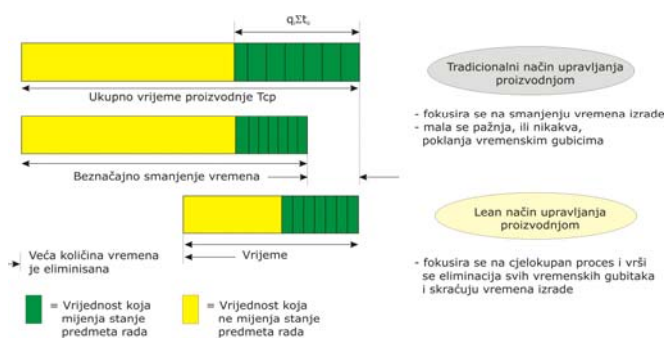 qᵢΣtₒ
Ukupno vrijeme proizvodnje Tcp
Beznačajno smanjenje vremena
Veća količina vremena
je eliminisana
Vrijeme
= Vrijednost koja
mijenja stanje
predmeta rada
= Vrijednost koja
ne mijenja stanje
predmeta rada
Tradicionalni način upravljanja
proizvodnjom
- fokusira se na smanjenju vremena izrade
- mala se pažnja, ili nikakva,
poklanja vremenskim gubicima
Lean način upravljanja
proizvodnjom
- fokusira se na cjelokupan proces i vrši
se eliminacija svih vremenskih gubitaka
i skraćuju vremena izrade